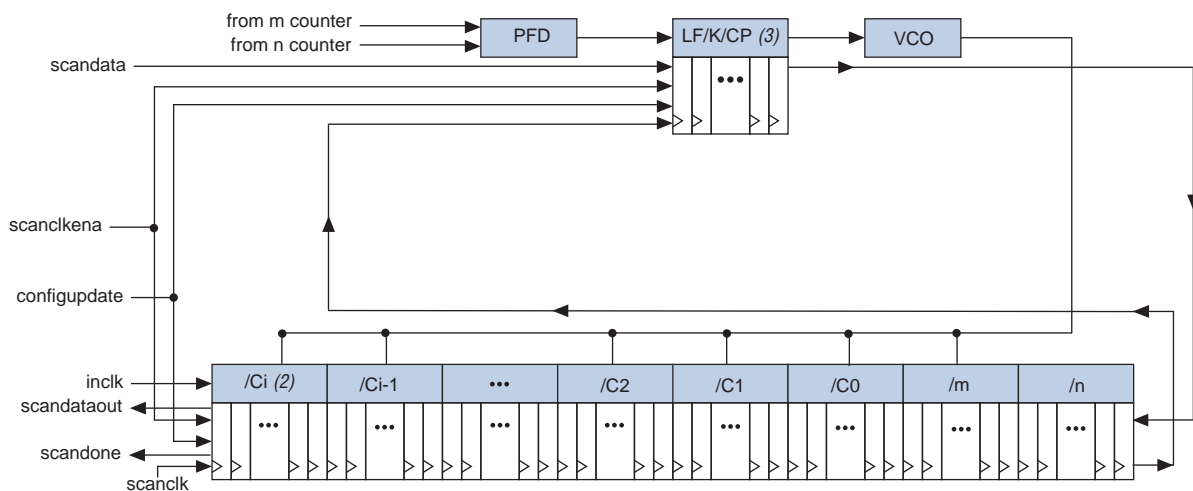 from m counter
from n counter
PFD
LF/K/CP (3)
VCO
scandata
•••
scanclkena
configupdate
inclk
/Ci (2)
/Ci-1
•••
/C2
/C1
/C0
/m
/n
scandataout
•••
•••
•••
•••
•••
•••
•••
•••
scandone
scanclk